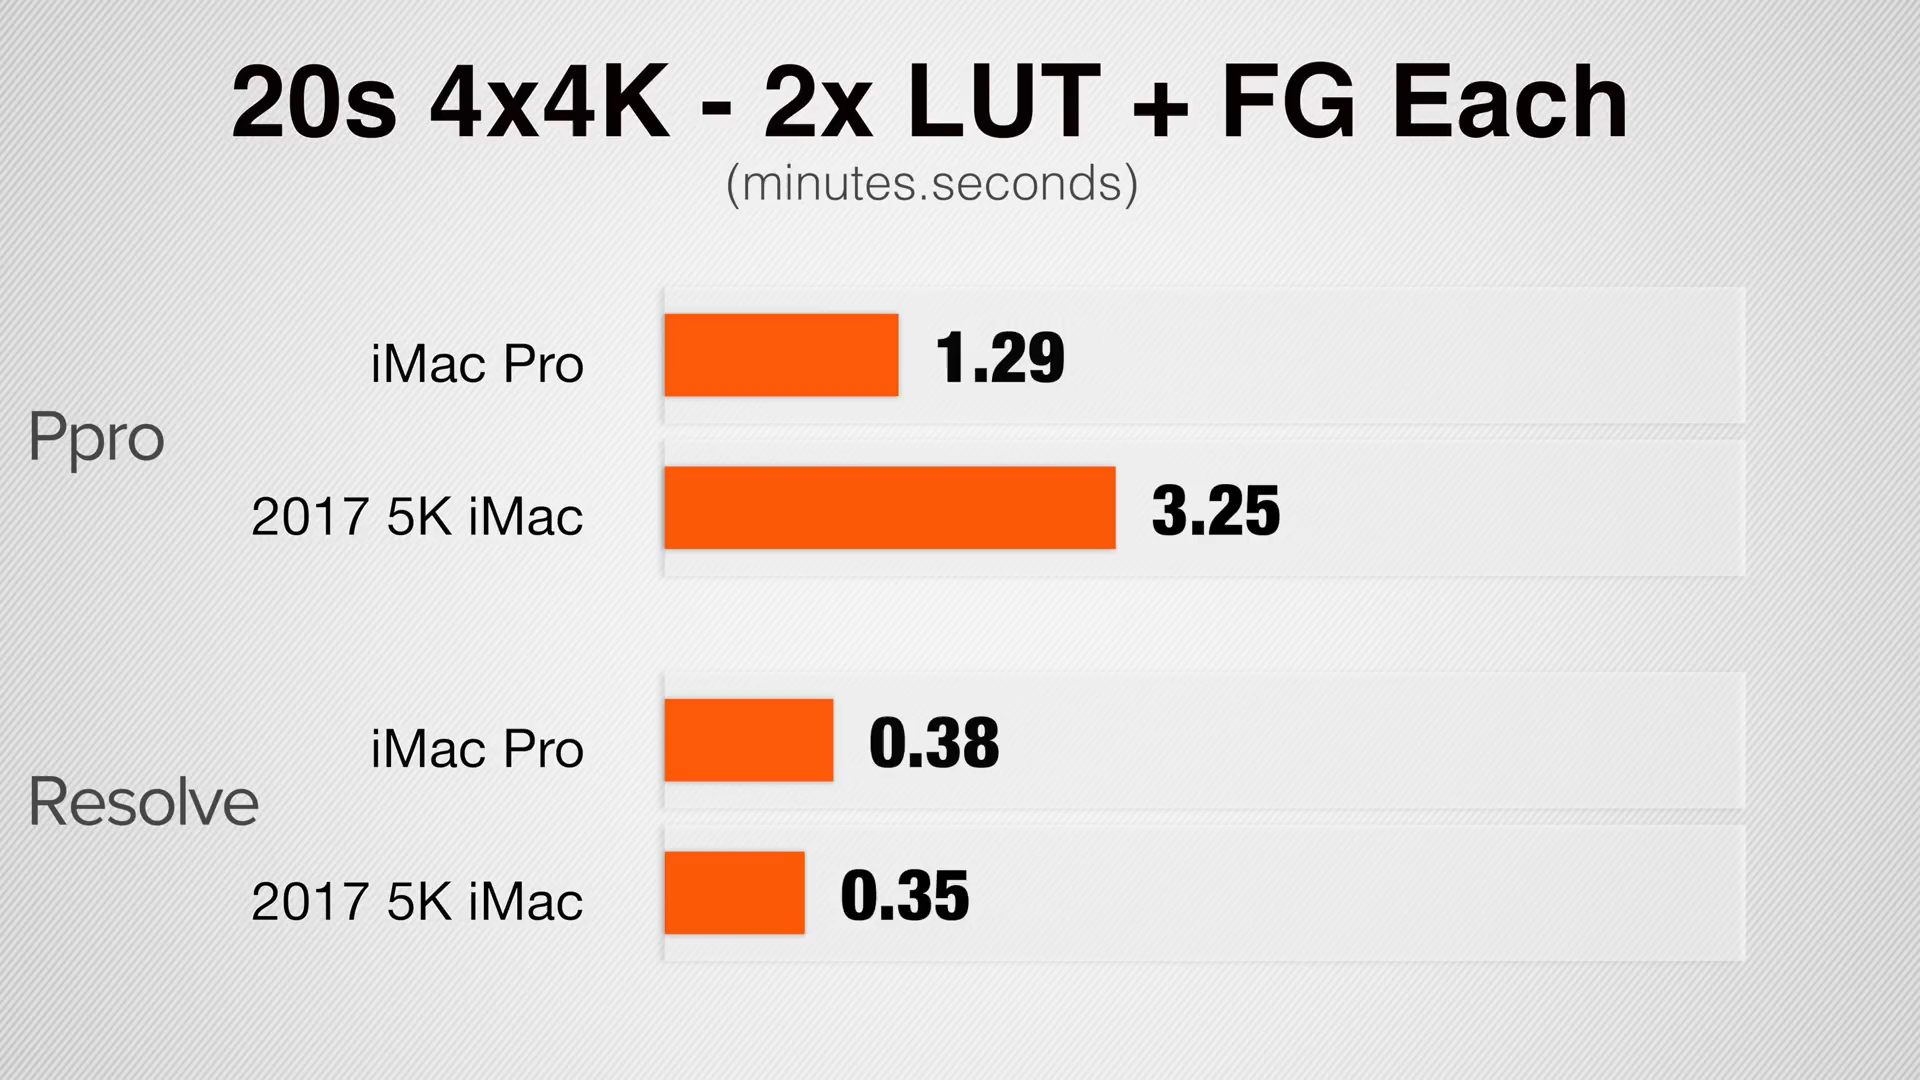 20s 4x4K - 2x LUT + FG Each
(minutes.seconds)
Ppro
iMac Pro 1.29
2017 5K iMac 3.25
Resolve
iMac Pro 0.38
2017 5K iMac 0.35